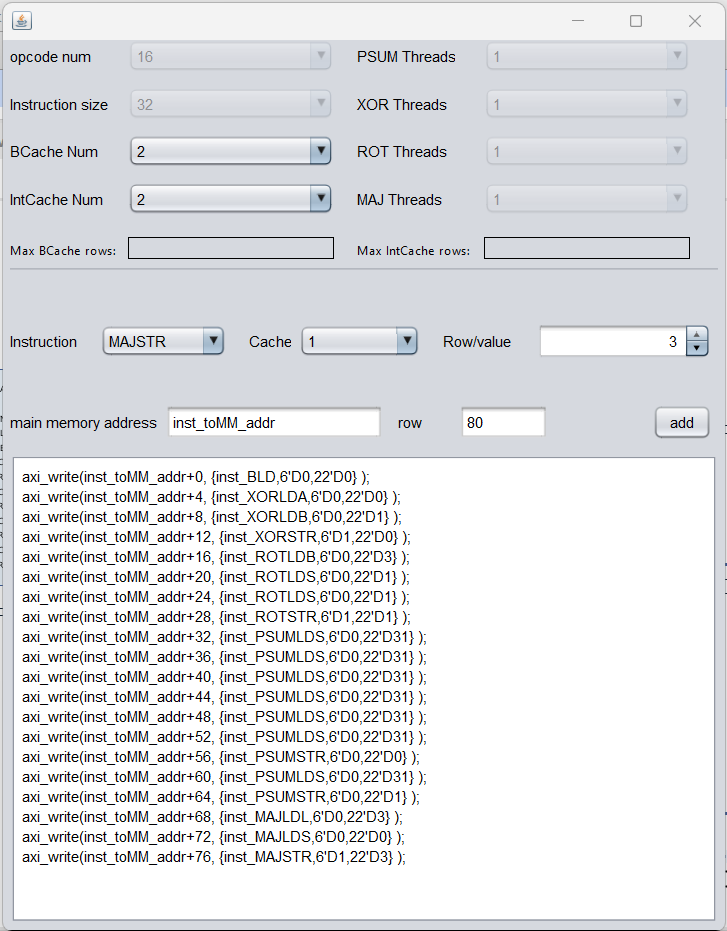 opcode num 16 PSUM Threads 1
Instruction size 32 XOR Threads 1
BCache Num 2 ROT Threads 1
IntCache Num 2 MAJ Threads 1
Max BCache rows: Max IntCache rows:
Instruction MAJSTR Cache 1 Row/value 3
main memory address inst_toMM_addr row 80 add
axi_write(inst_toMM_addr+0, {inst_BLD,6'D0,22'D0} );
axi_write(inst_toMM_addr+4, {inst_XORLDA,6'D0,22'D0} );
axi_write(inst_toMM_addr+8, {inst_XORLDB,6'D0,22'D1} );
axi_write(inst_toMM_addr+12, {inst_XORSTR,6'D1,22'D0} );
axi_write(inst_toMM_addr+16, {inst_ROTLDB,6'D0,22'D3} );
axi_write(inst_toMM_addr+20, {inst_ROTLDS,6'D0,22'D1} );
axi_write(inst_toMM_addr+24, {inst_ROTLDS,6'D0,22'D1} );
axi_write(inst_toMM_addr+28, {inst_ROTSTR,6'D1,22'D1} );
axi_write(inst_toMM_addr+32, {inst_PSUMLDS,6'D0,22'D31} );
axi_write(inst_toMM_addr+36, {inst_PSUMLDS,6'D0,22'D31} );
axi_write(inst_toMM_addr+40, {inst_PSUMLDS,6'D0,22'D31} );
axi_write(inst_toMM_addr+44, {inst_PSUMLDS,6'D0,22'D31} );
axi_write(inst_toMM_addr+48, {inst_PSUMLDS,6'D0,22'D31} );
axi_write(inst_toMM_addr+52, {inst_PSUMLDS,6'D0,22'D31} );
axi_write(inst_toMM_addr+56, {inst_PSUMSTR,6'D0,22'D0} );
axi_write(inst_toMM_addr+60, {inst_PSUMLDS,6'D0,22'D31} );
axi_write(inst_toMM_addr+64, {inst_PSUMSTR,6'D0,22'D1} );
axi_write(inst_toMM_addr+68, {inst_MAJLDL,6'D0,22'D3} );
axi_write(inst_toMM_addr+72, {inst_MAJLDS,6'D0,22'D0} );
axi_write(inst_toMM_addr+76, {inst_MAJSTR,6'D1,22'D3} );